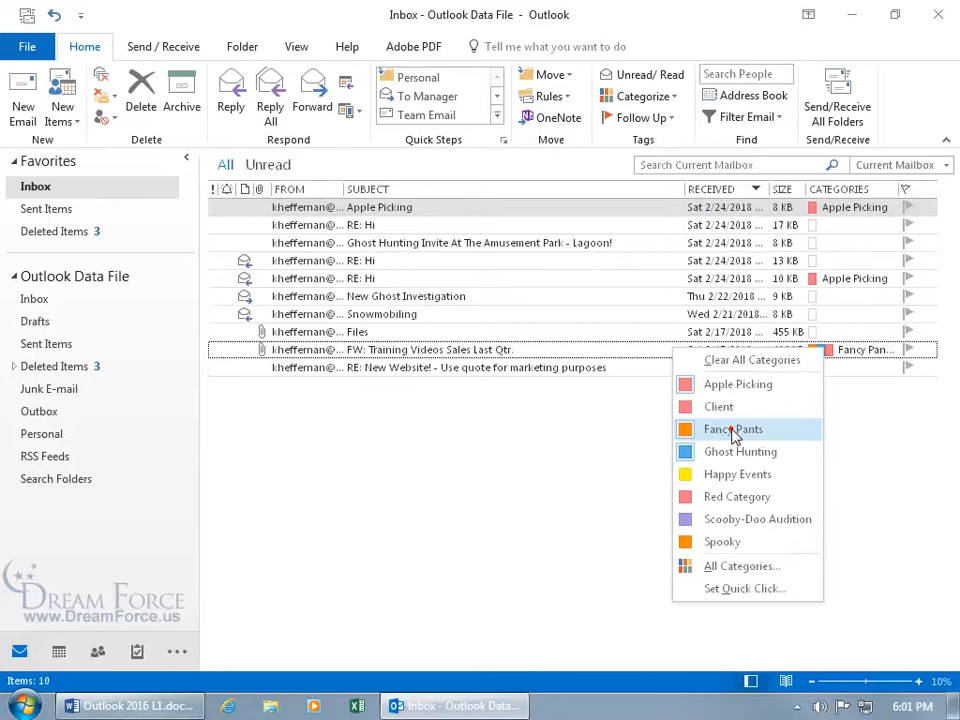 Inbox - Outlook Data File - Outlook
File Home Send / Receive Folder View Help Adobe PDF Tell me what you want to do
New Email
New Items
Delete Archive
Reply
Reply All
Forward
Personal
To Manager
Team Email
Move
Rules
OneNote
Unread/ Read
Categorize
Follow Up
Search People
Address Book
Filter Email
Send/Receive All Folders
New Delete Respond Quick Steps Move Tags Find Send/Receive
Favorites
Inbox
Sent Items
Deleted Items 3
Outlook Data File
Inbox
Drafts
Sent Items
Deleted Items 3
Junk E-mail
Outbox
Personal
RSS Feeds
Search Folders
DREAM FORCE
www.DreamForce.us
All Unread
Search Current Mailbox Current Mailbox
! FROM SUBJECT RECEIVED SIZE CATEGORIES
kheffernan@... Apple Picking Sat 2/24/2018 ... 8 KB Apple Picking
kheffernan@... RE: Hi Sat 2/24/2018 ... 17 KB
kheffernan@... Ghost Hunting Invite At The Amusement Park - Lagoon! Sat 2/24/2018 ... 8 KB
kheffernan@... RE: Hi Sat 2/24/2018 ... 13 KB
kheffernan@... RE: Hi Sat 2/24/2018 ... 10 KB Apple Picking
kheffernan@... New Ghost Investigation Thu 2/22/2018 ... 9 KB
kheffernan@... Snowmobiling Wed 2/21/2018 ... 8 KB
kheffernan@... Files Sat 2/17/2018 ... 455 KB
kheffernan@... FW: Training Videos Sales Last Qtr. Fancy Pan...
kheffernan@... RE: New Website! - Use quote for marketing purposes
Clear All Categories
Apple Picking
Client
Fancy Pants
Ghost Hunting
Happy Events
Red Category
Scooby-Doo Audition
Spooky
All Categories...
Set Quick Click...
Items: 10
10%
Outlook 2016 L1.doc...
Inbox - Outlook Data...
6:01 PM